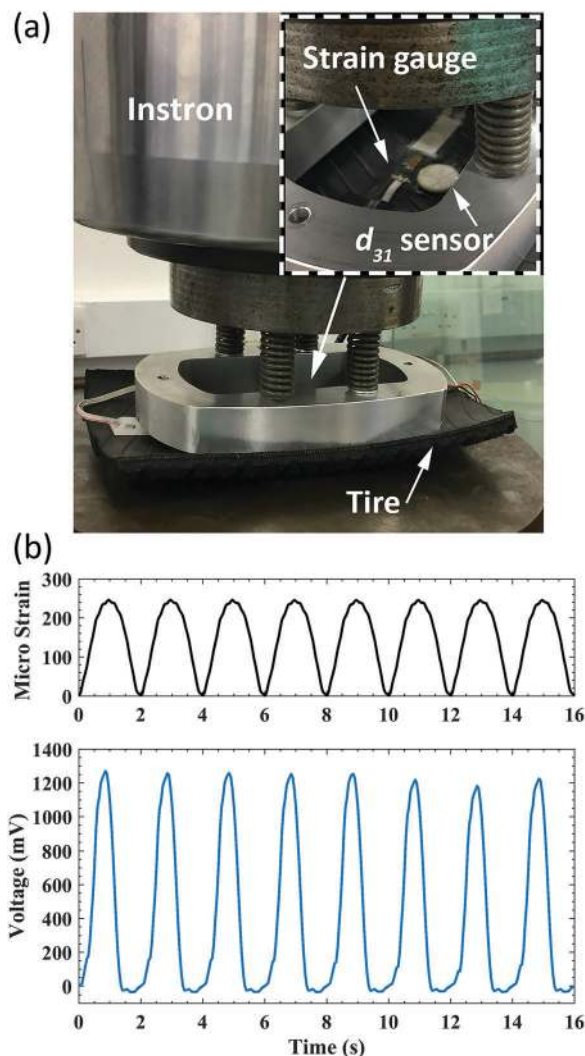 (a)
Instron
Strain gauge
d31 sensor
Tire
(b)
Micro Strain
300
200
100
0
0 2 4 6 8 10 12 14 16
Voltage (mV)
1400
1200
1000
800
600
400
200
0
0 2 4 6 8 10 12 14 16
Time (s)